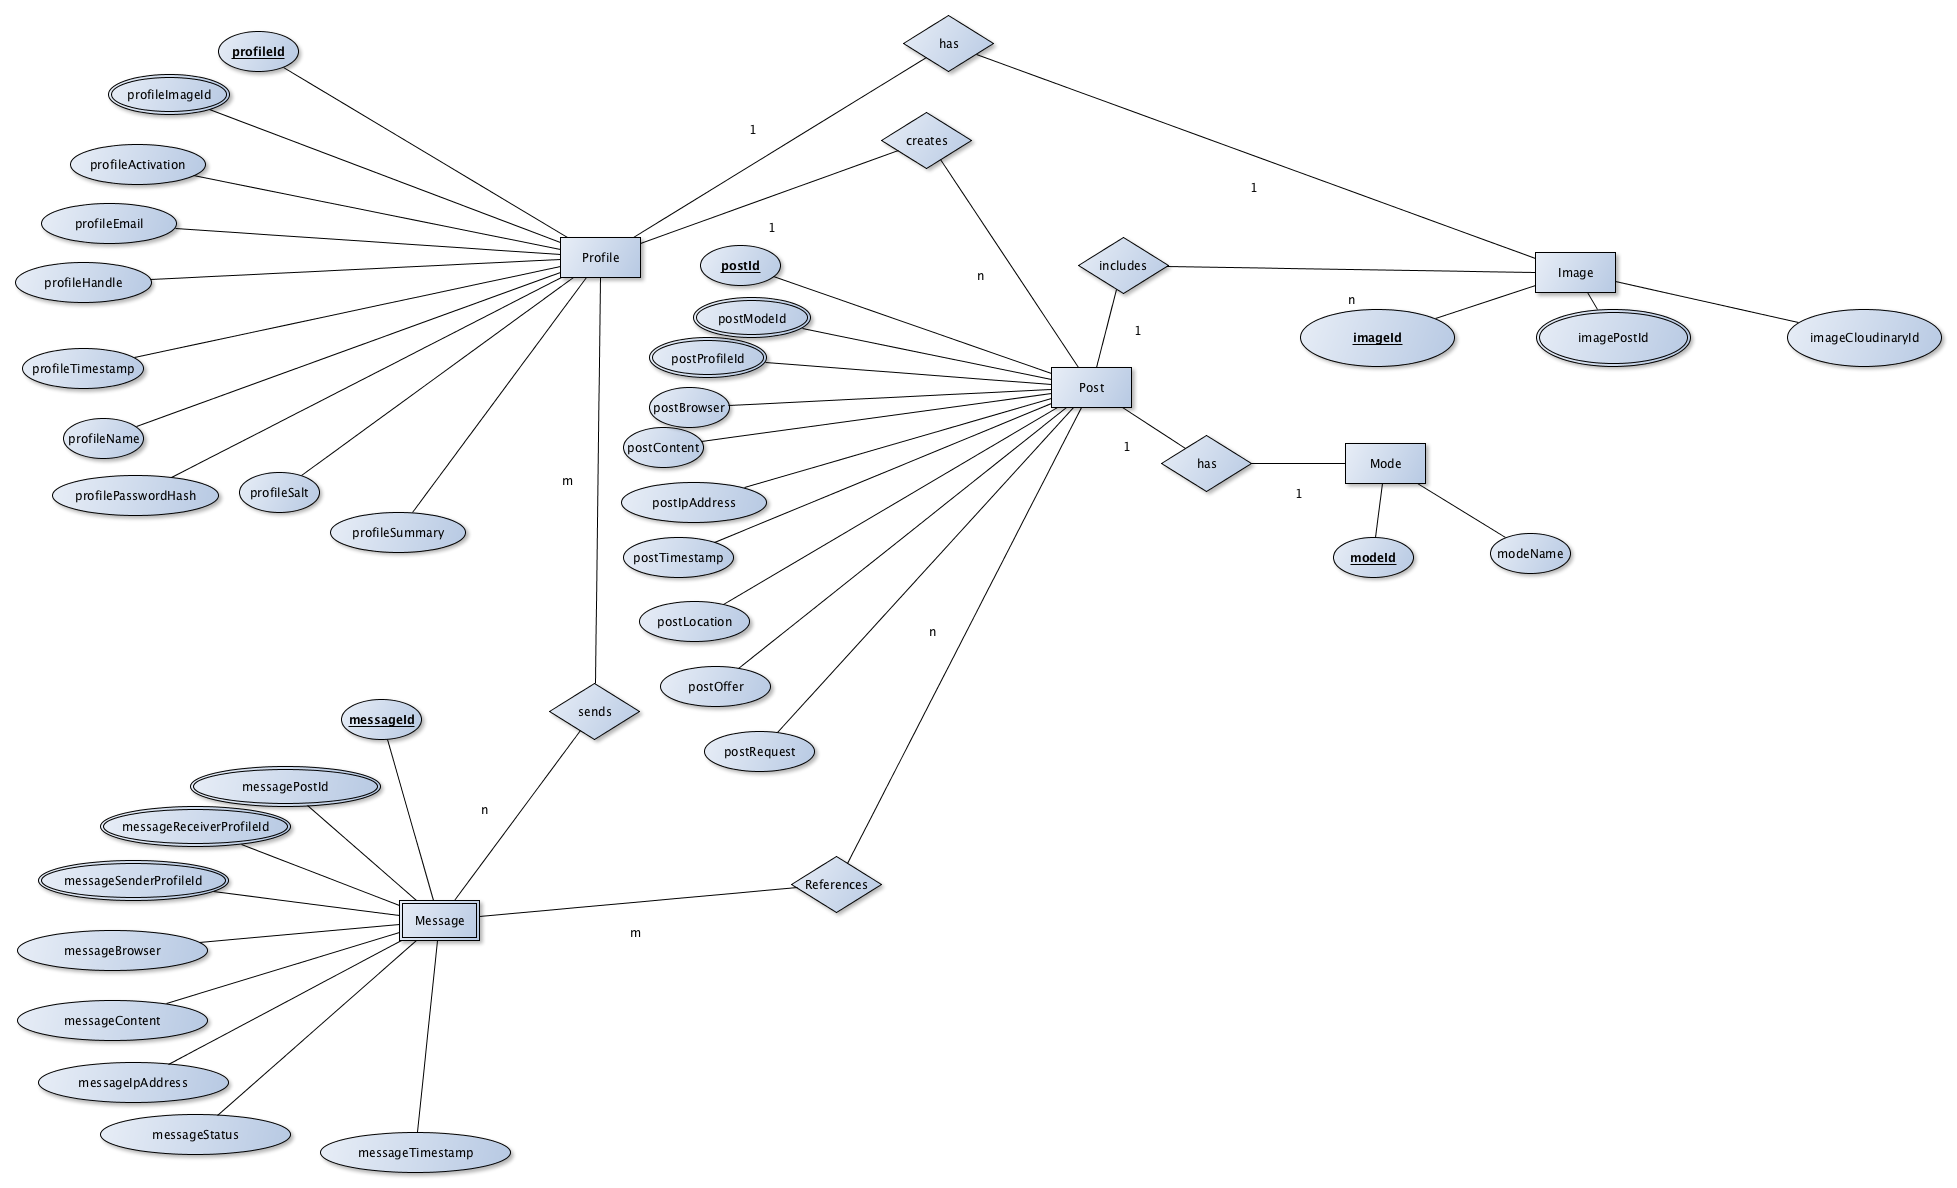 has
profileId
profileImageId
1
creates
profileActivation
1
profileEmail
1
Profile
postId
includes
Image
n
profileHandle
n
postModeId
1
imageId
imagePostId
imageCloudinaryId
postProfileId
profileTimestamp
Post
postBrowser
profileName
postContent
1
has
Mode
m
profilePasswordHash
profileSalt
1
postIpAddress
profileSummary
postTimestamp
modeId
modeName
postLocation
n
postOffer
sends
messageId
postRequest
messagePostId
n
messageReceiverProfileId
messageSenderProfileId
References
Message
m
messageBrowser
messageContent
messageIpAddress
messageStatus
messageTimestamp